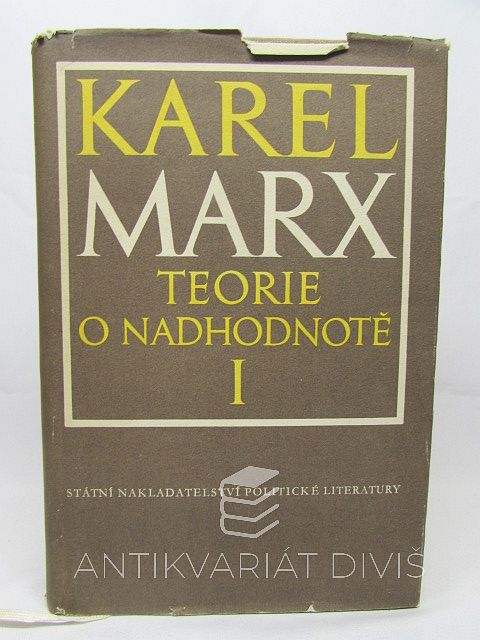 KAREL
MARX
TEORIE
O NADHODNOTĚ
I
STÁTNÍ NAKLADATELSTVÍ POLITICKÉ LITERATURY
ANTIKVARIÁT DIVIŠ